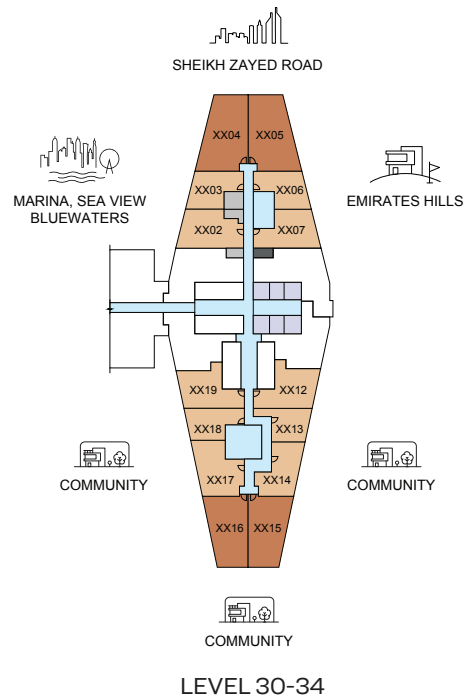 SHEIKH ZAYED ROAD
XX04 XX05
MARINA, SEA VIEW
BLUEWATERS
EMIRATES HILLS
XX03 XX06
XX02 XX07
XX19 XX12
XX18 XX13
XX17 XX14
COMMUNITY
COMMUNITY
XX16 XX15
COMMUNITY
LEVEL 30-34